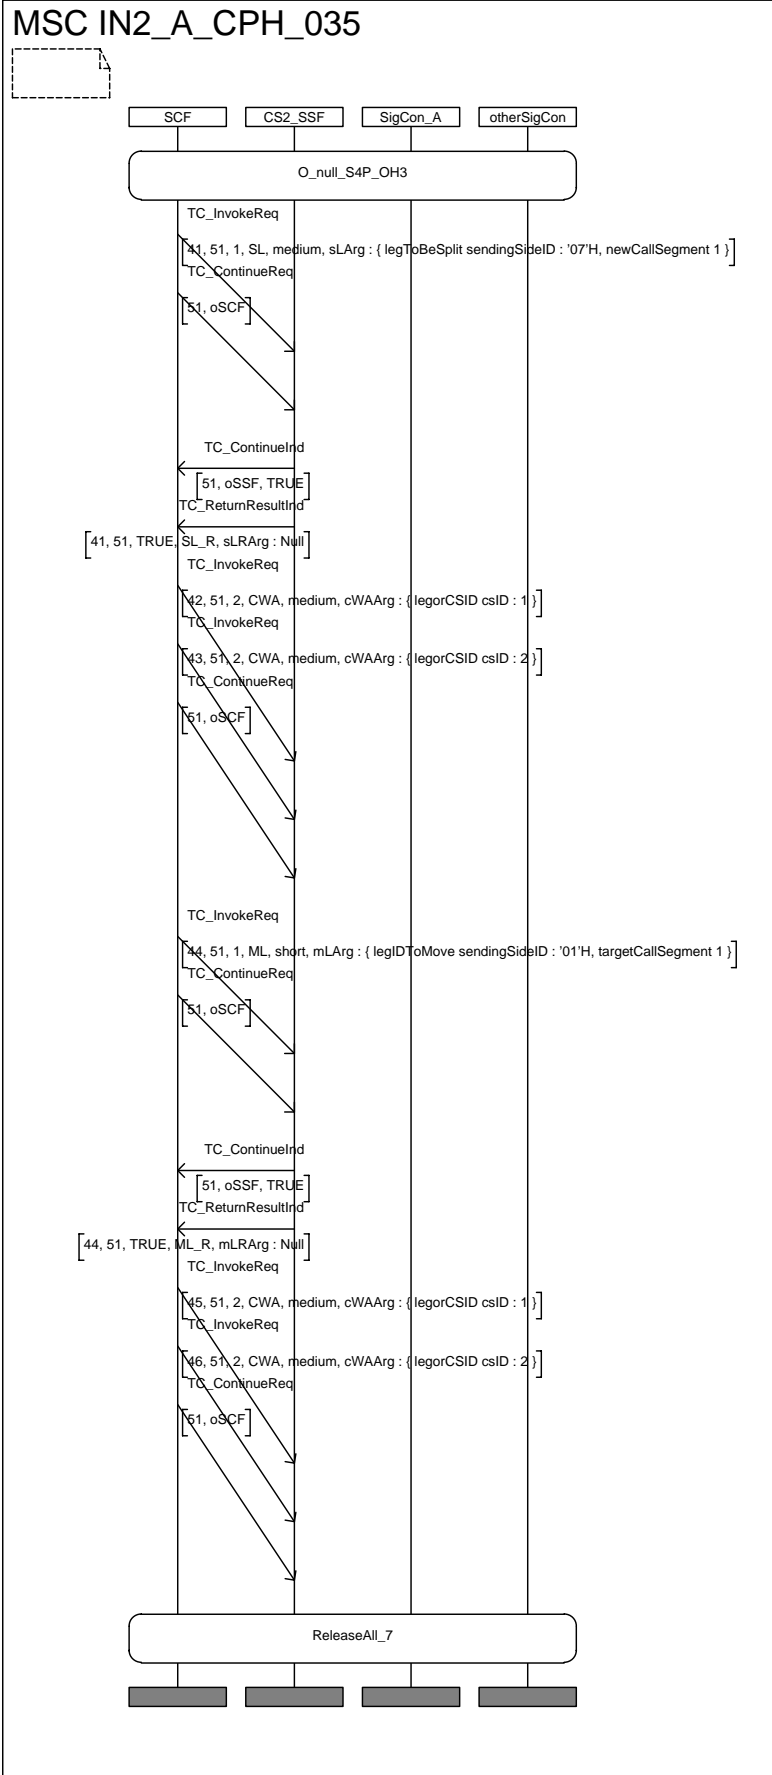 MSC IN2_A_CPH_035
SCF
CS2_SSF
SigCon_A
otherSigCon
O_null_S4P_OH3
TC_InvokeReq
41, 51, 1, SL, medium, sLArg : { legToBeSplit sendingSideID : '07'H, newCallSegment 1 }
TC_ContinueReq
51, oSCF
TC_ContinueInd
51, oSSF, TRUE
TC_ReturnResultInd
41, 51, TRUE, SL_R, sLRArg : Null
TC_InvokeReq
42, 51, 2, CWA, medium, cWAArg : { legorCSID csID : 1 }
TC_InvokeReq
43, 51, 2, CWA, medium, cWAArg : { legorCSID csID : 2 }
TC_ContinueReq
51, oSCF
TC_InvokeReq
44, 51, 1, ML, short, mLArg : { legIDToMove sendingSideID : '01'H, targetCallSegment 1 }
TC_ContinueReq
51, oSCF
TC_ContinueInd
51, oSSF, TRUE
TC_ReturnResultInd
44, 51, TRUE, ML_R, mLRArg : Null
TC_InvokeReq
45, 51, 2, CWA, medium, cWAArg : { legorCSID csID : 1 }
TC_InvokeReq
46, 51, 2, CWA, medium, cWAArg : { legorCSID csID : 2 }
TC_ContinueReq
51, oSCF
ReleaseAll_7